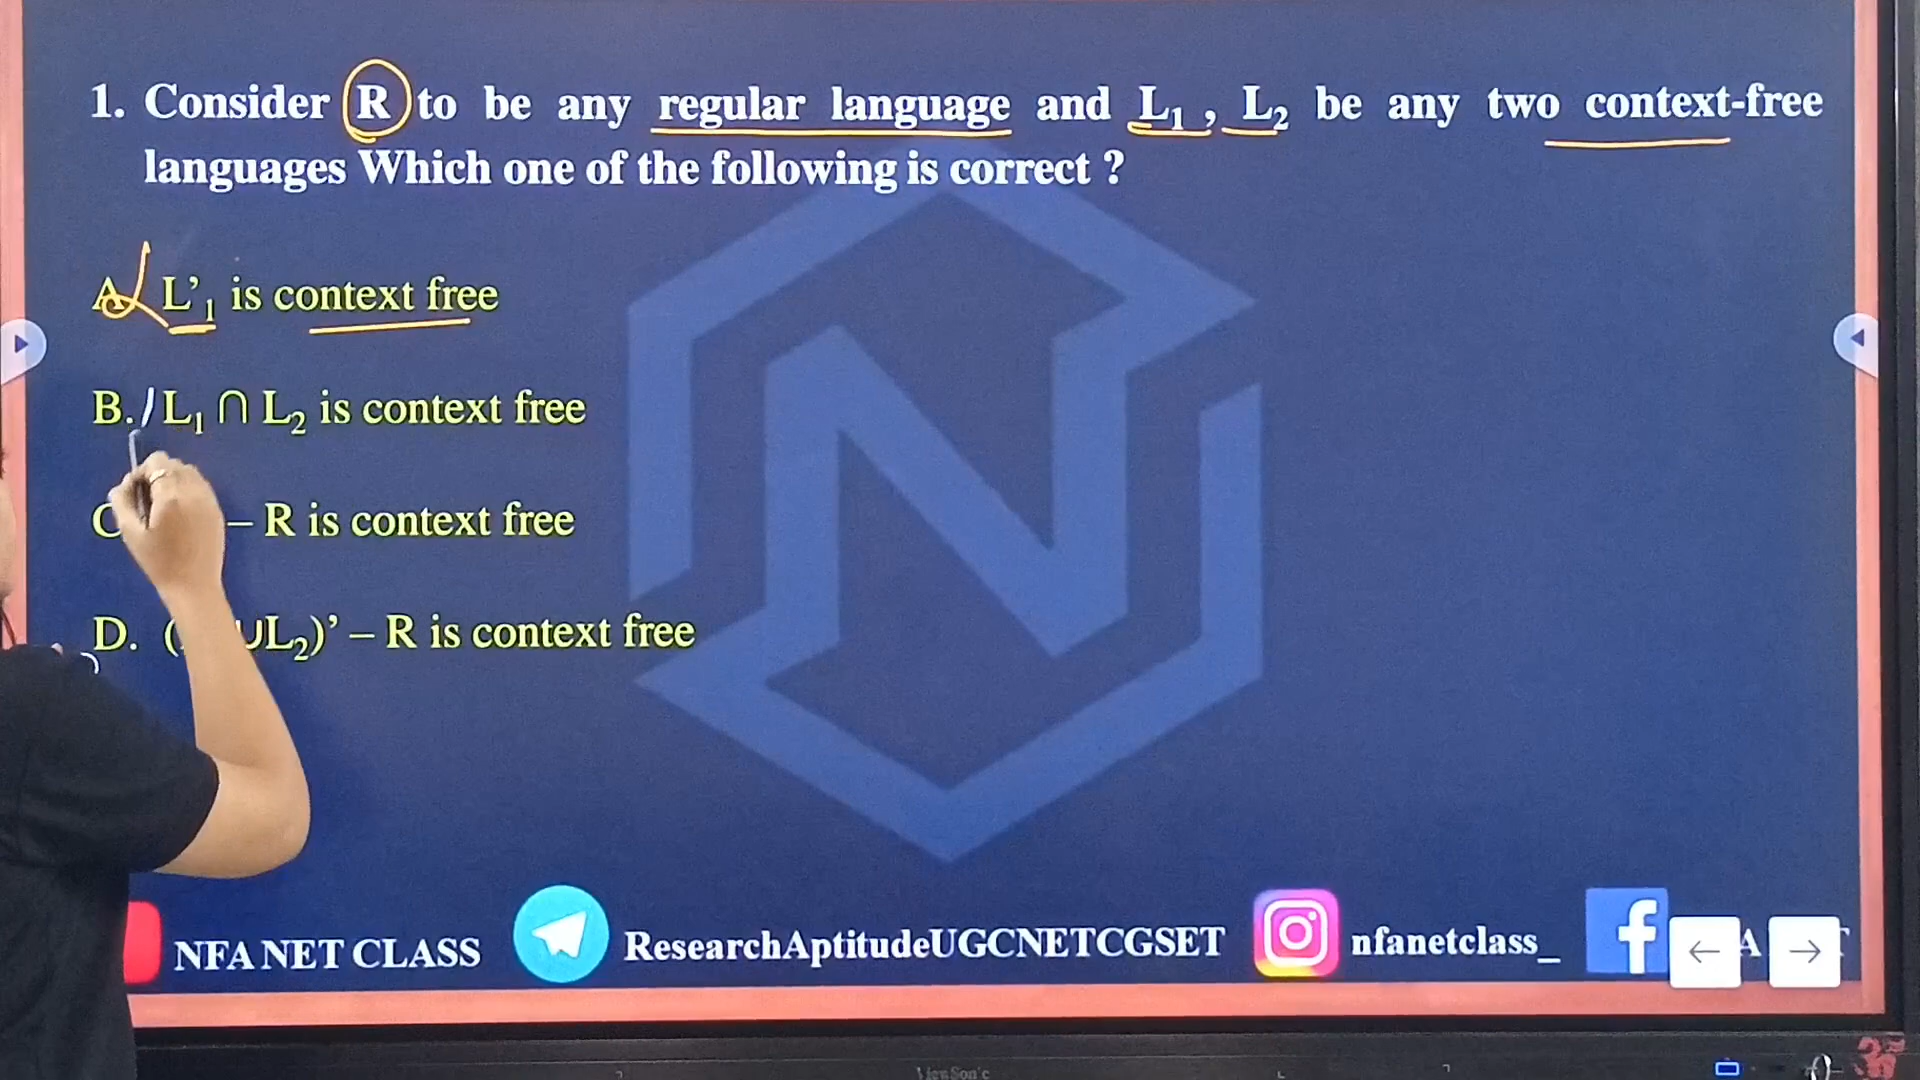 1. Consider R to be any regular language and L₁ , L₂ be any two context-free
languages Which one of the following is correct ?
A L’₁ is context free
B. L₁ ∩ L₂ is context free
– R is context free
D. ( ∪L₂)’ – R is context free
NFA NET CLASS
ResearchAptitudeUGCNETCGSET
nfanetclass_
ViewSonic